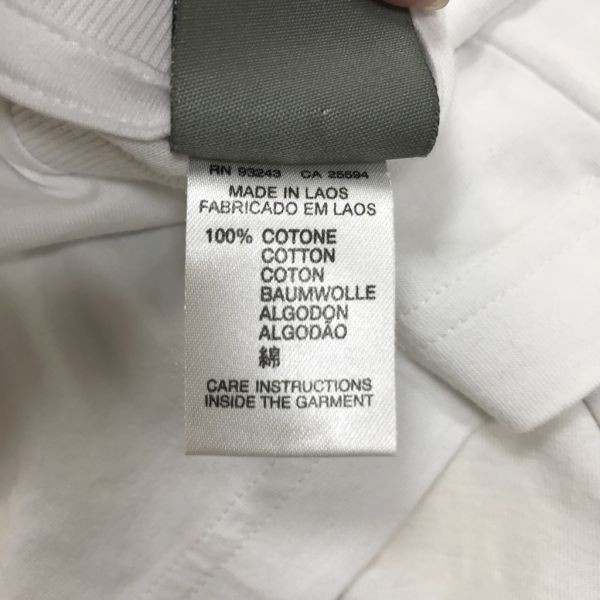 RN 93243 CA 25594
MADE IN LAOS
FABRICADO EM LAOS
100% COTONE
COTTON
COTON
BAUMWOLLE
ALGODON
ALGODÃO
綿
CARE INSTRUCTIONS
INSIDE THE GARMENT